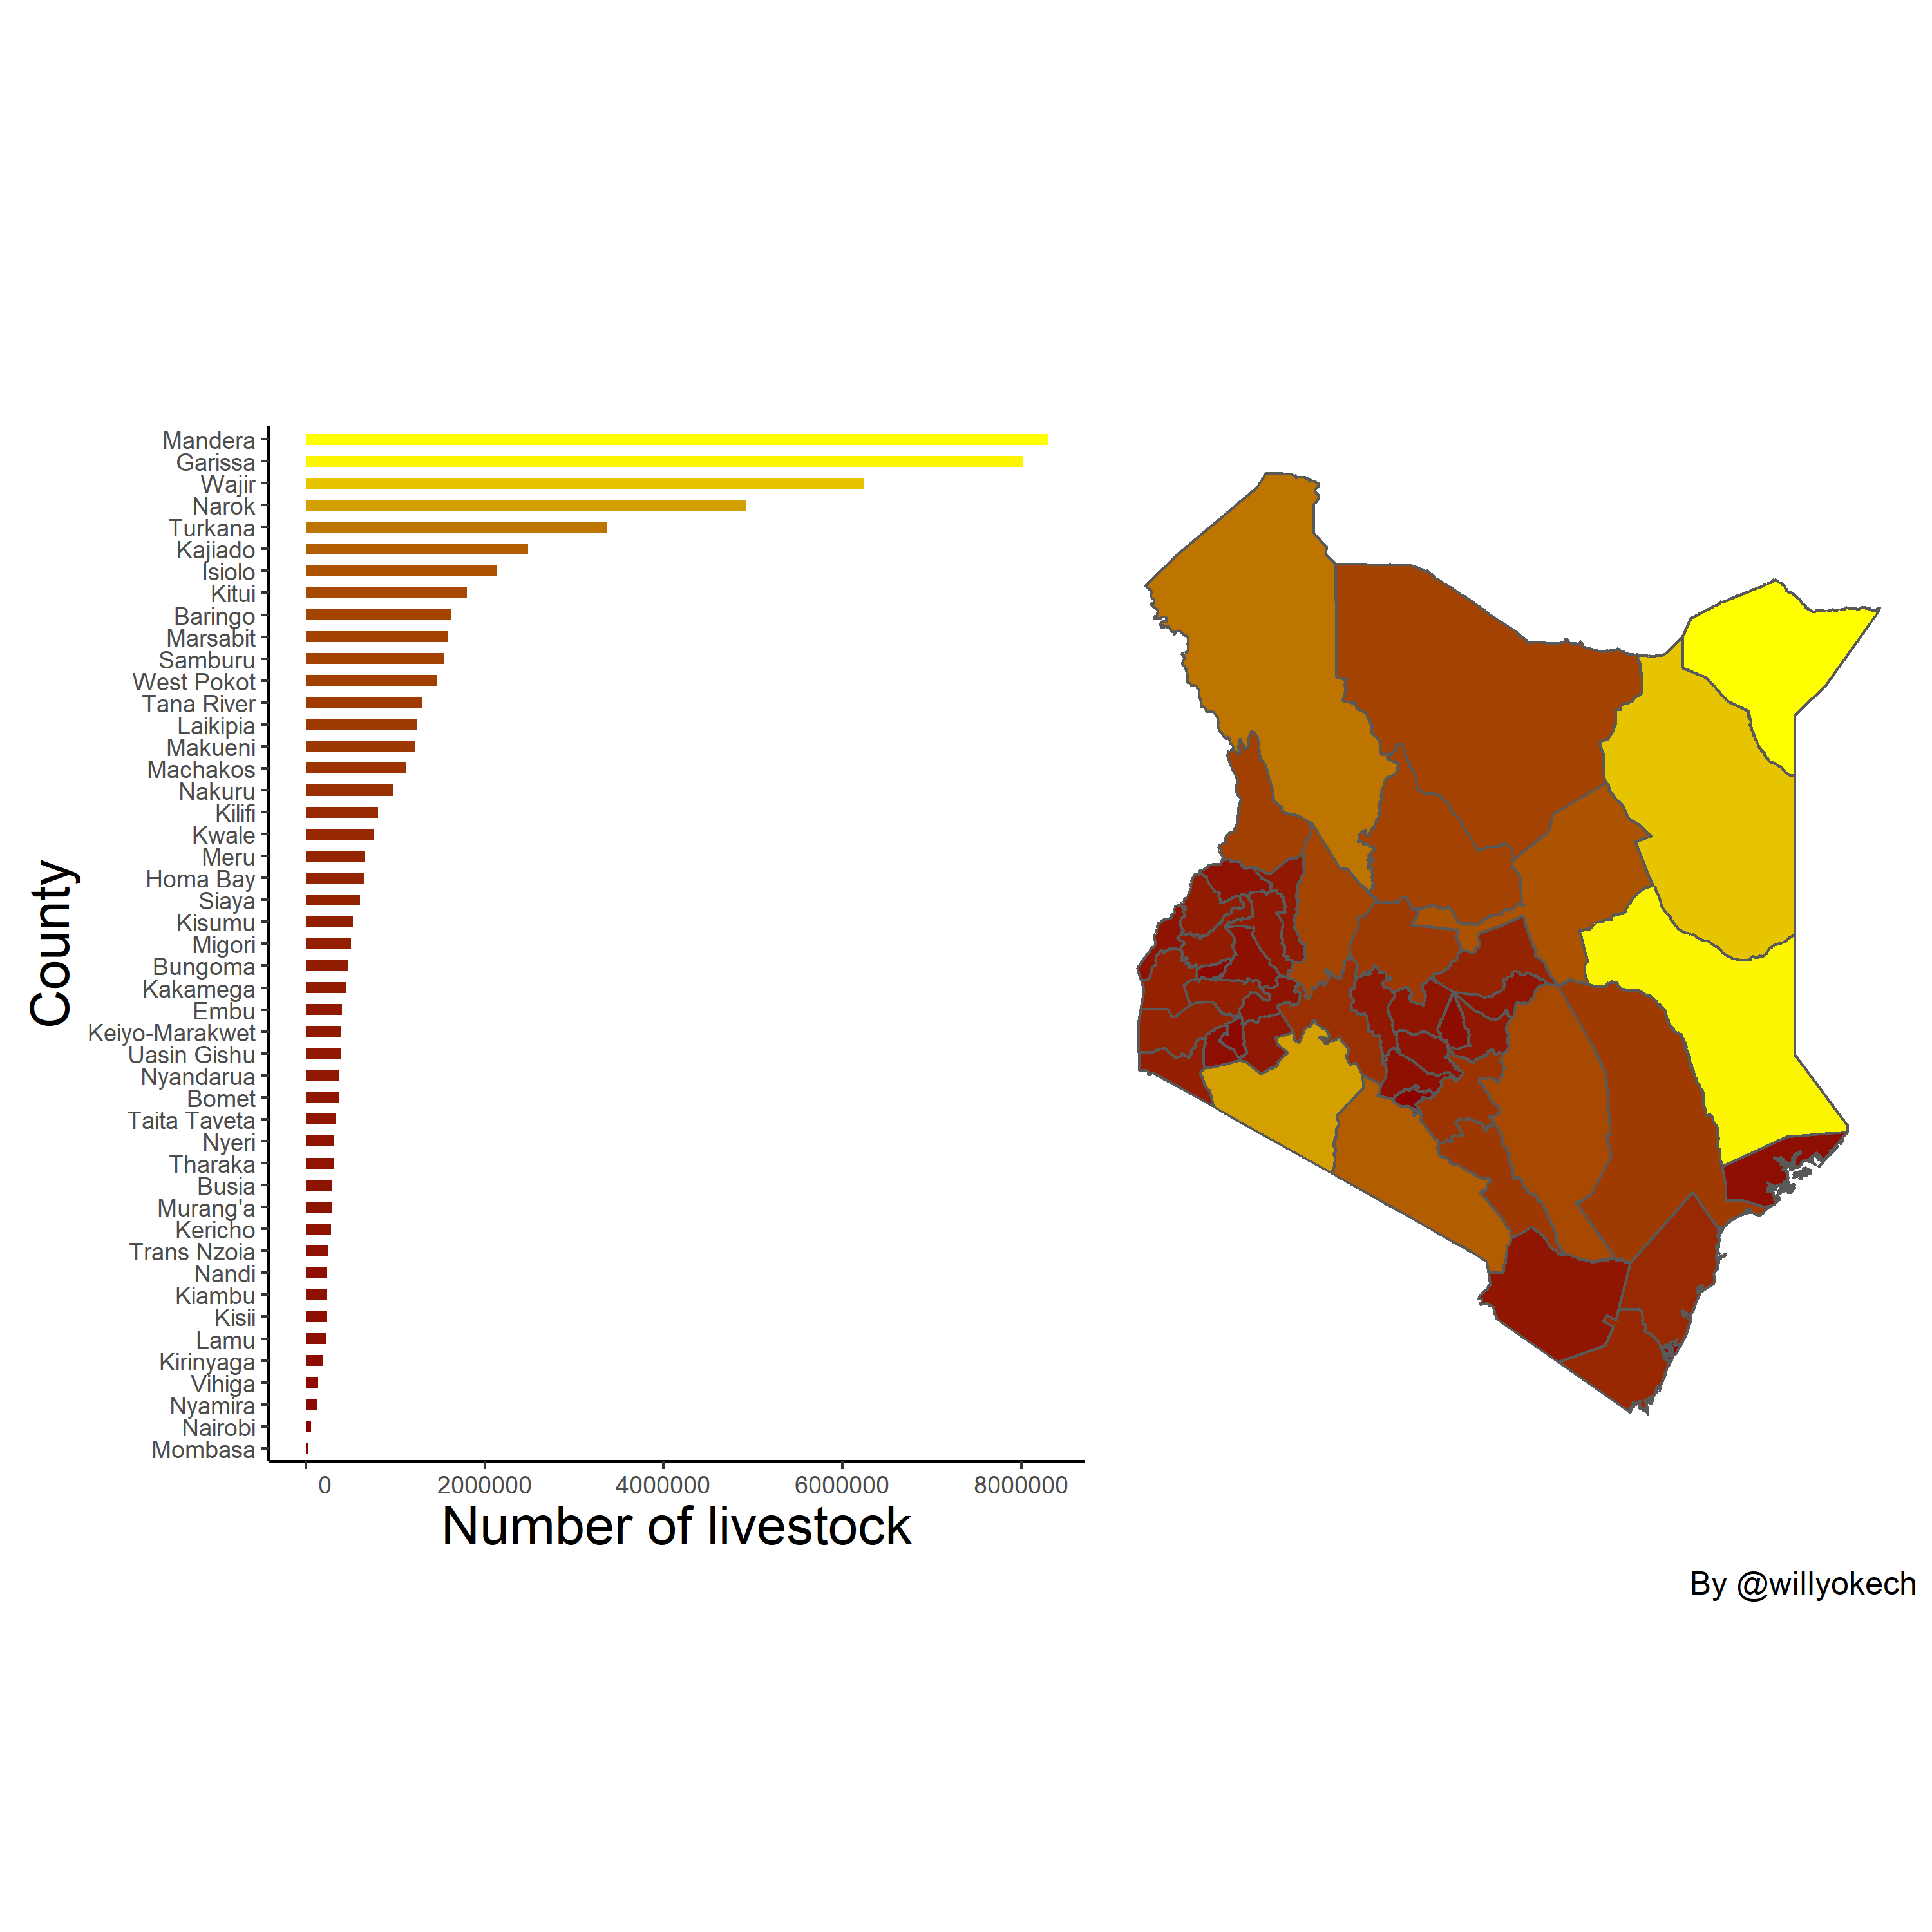 Mandera
Garissa
Wajir
Narok
Turkana
Kajiado
Isiolo
Kitui
Baringo
Marsabit
Samburu
West Pokot
Tana River
Laikipia
Makueni
Machakos
Nakuru
Kilifi
Kwale
Meru
Homa Bay
Siaya
Kisumu
Migori
Bungoma
Kakamega
Embu
Keiyo-Marakwet
Uasin Gishu
Nyandarua
Bomet
Taita Taveta
Nyeri
Tharaka
Busia
Murang'a
Kericho
Trans Nzoia
Nandi
Kiambu
Kisii
Lamu
Kirinyaga
Vihiga
Nyamira
Nairobi
Mombasa
County
0 2000000 4000000 6000000 8000000
Number of livestock
By @willyokech